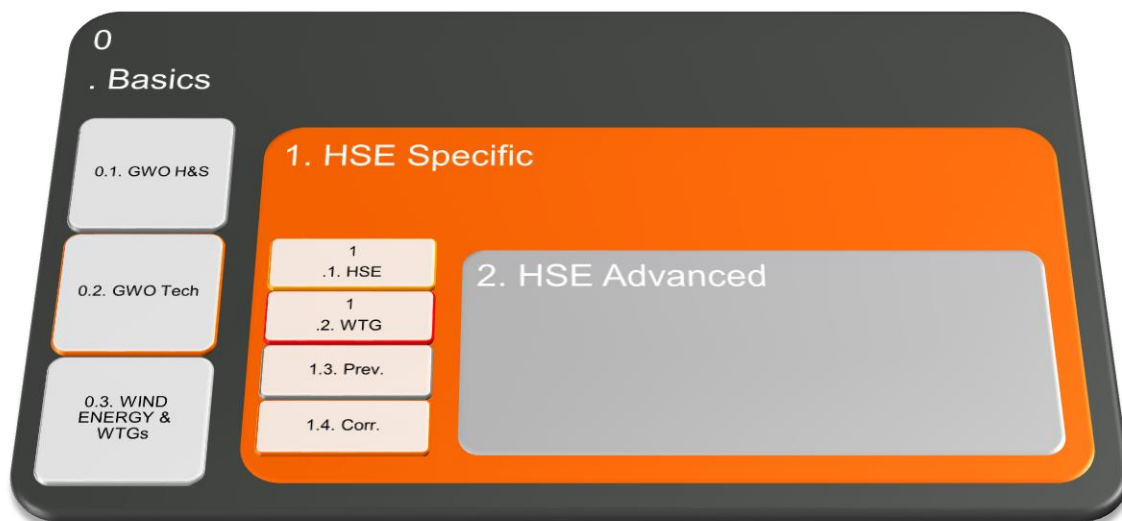 0
. Basics
0.1. GWO H&S
0.2. GWO Tech
0.3. WIND
ENERGY &
WTGs
1. HSE Specific
1
.1. HSE
1
.2. WTG
1.3. Prev.
1.4. Corr.
2. HSE Advanced